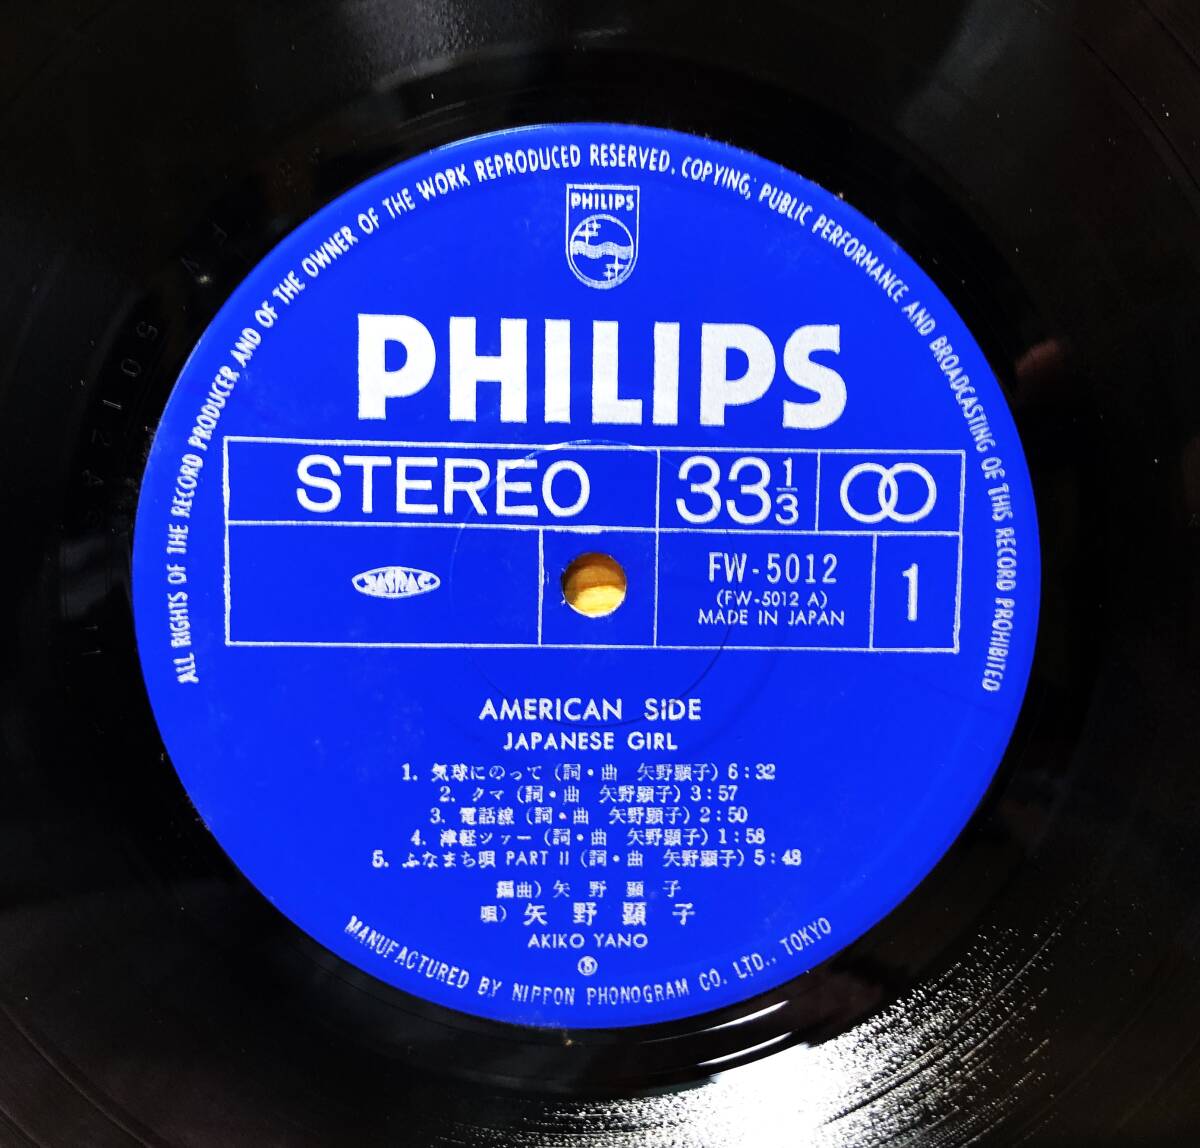 ALL RIGHTS OF THE RECORD PRODUCER AND OF THE OWNER OF THE WORK REPRODUCED RESERVED. COPYING, PUBLIC PERFORMANCE AND BROADCASTING OF THIS RECORD PROHIBITED
PHILIPS
PHILIPS
STEREO 33 1/3
JASRAC
FW-5012 1
(FW-5012 A)
MADE IN JAPAN
AMERICAN SIDE
JAPANESE GIRL
1. 気球にのって (詞・曲 矢野顕子) 6:32
2. クマ (詞・曲 矢野顕子) 3:57
3. 電話線 (詞・曲 矢野顕子) 2:50
4. 津軽ツァー (詞・曲 矢野顕子) 1:58
5. ふなまち唄 PART II (詞・曲 矢野顕子) 5:48
編曲) 矢野顕子
唄) 矢野顕子
AKIKO YANO
MANUFACTURED BY NIPPON PHONOGRAM CO. LTD., TOKYO